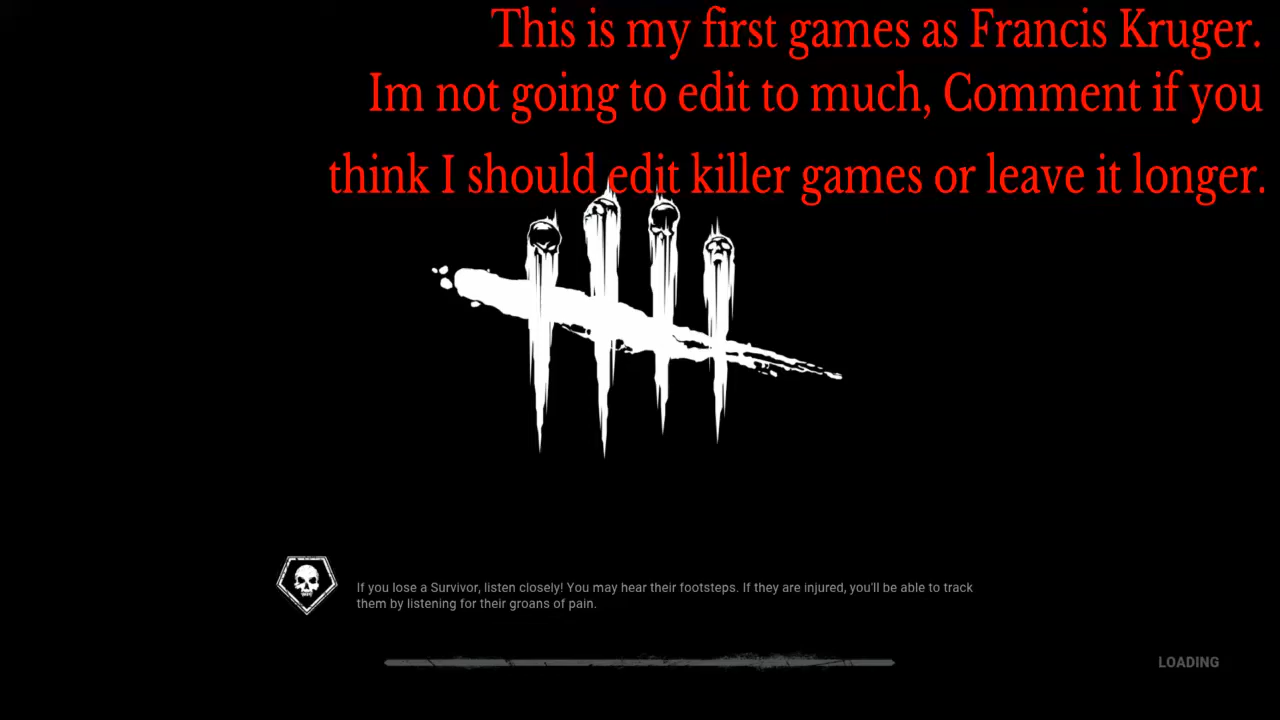 This is my first games as Francis Kruger.
Im not going to edit to much, Comment if you
think I should edit killer games or leave it longer.
If you lose a Survivor, listen closely! You may hear their footsteps. If they are injured, you'll be able to track
them by listening for their groans of pain.
LOADING